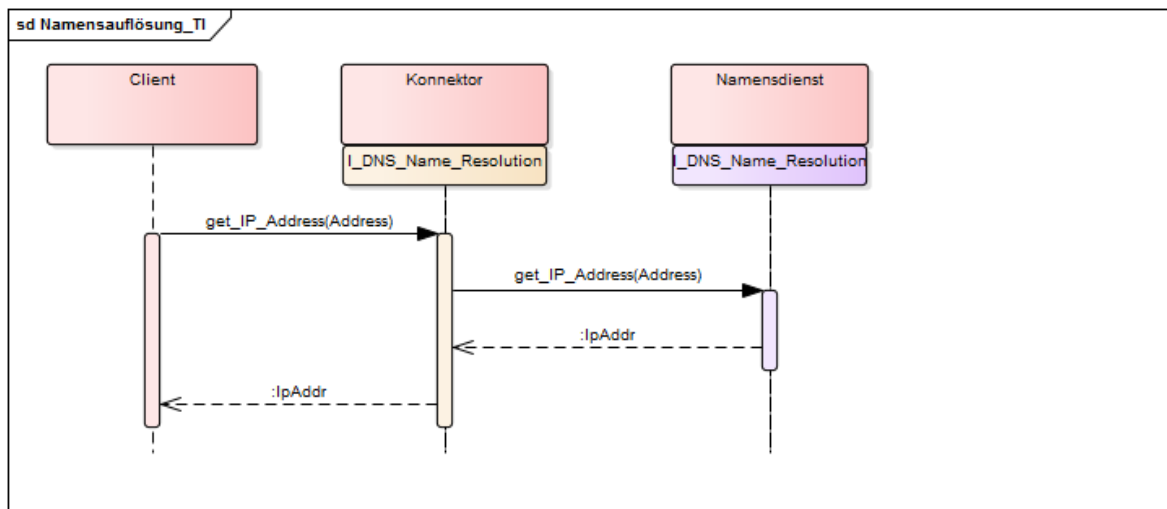 sd Namensauflösung_TI
Client
Konnektor
Namensdienst
I_DNS_Name_Resolution
I_DNS_Name_Resolution
get_IP_Address(Address)
get_IP_Address(Address)
:IpAddr
:IpAddr